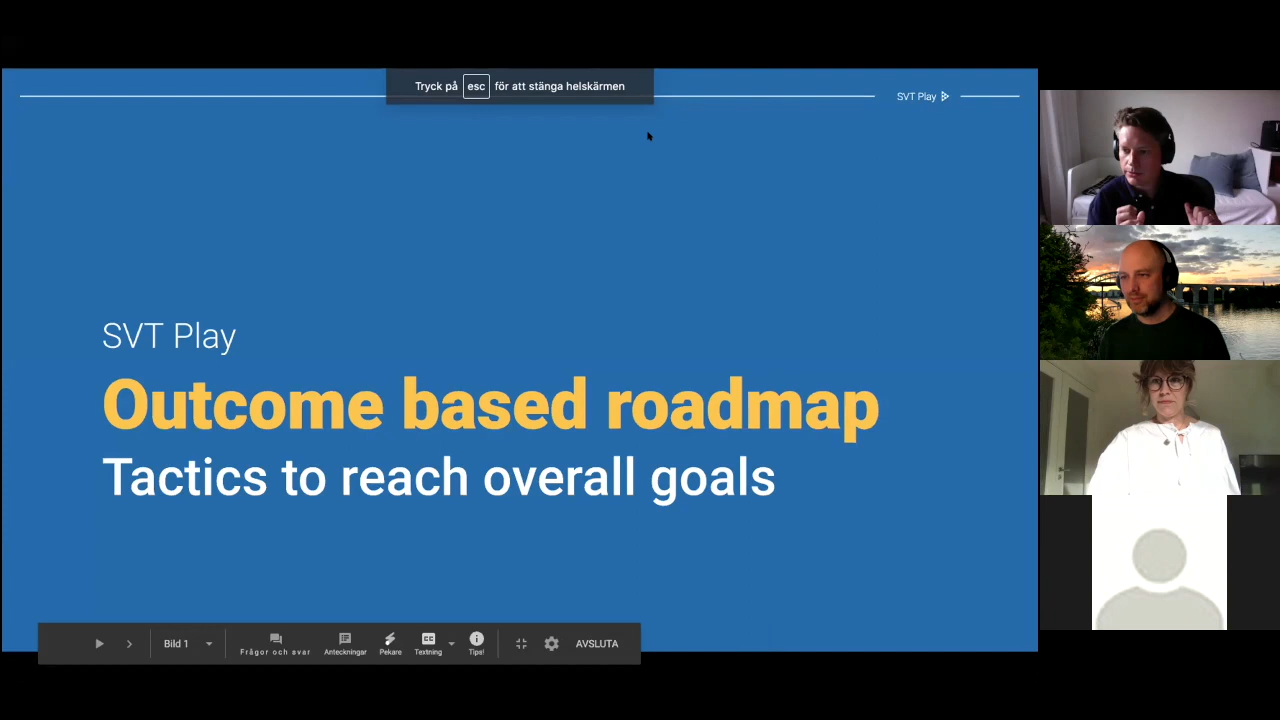 Tryck på esc för att stänga helskärmen
SVT Play
SVT Play
Outcome based roadmap
Tactics to reach overall goals
Bild 1
Frågor och svar
Anteckningar
Pekare
CC
Textning
Tips!
AVSLUTA